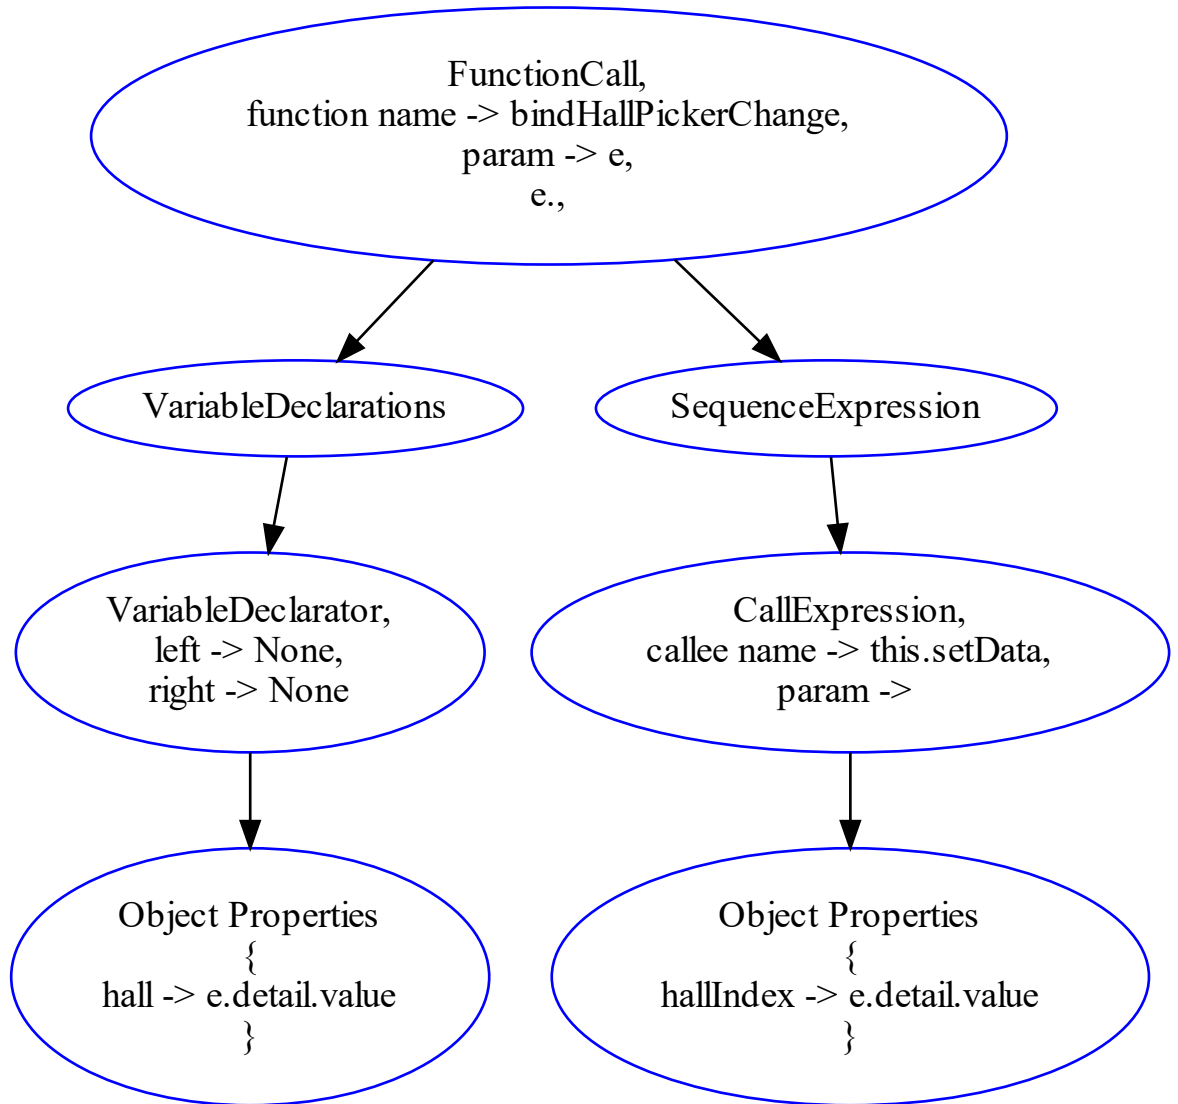 FunctionCall,
function name -> bindHallPickerChange,
param -> e,
e.,
VariableDeclarations
SequenceExpression
VariableDeclarator,
left -> None,
right -> None
CallExpression,
callee name -> this.setData,
param ->
Object Properties
{
hall -> e.detail.value
}
Object Properties
{
hallIndex -> e.detail.value
}